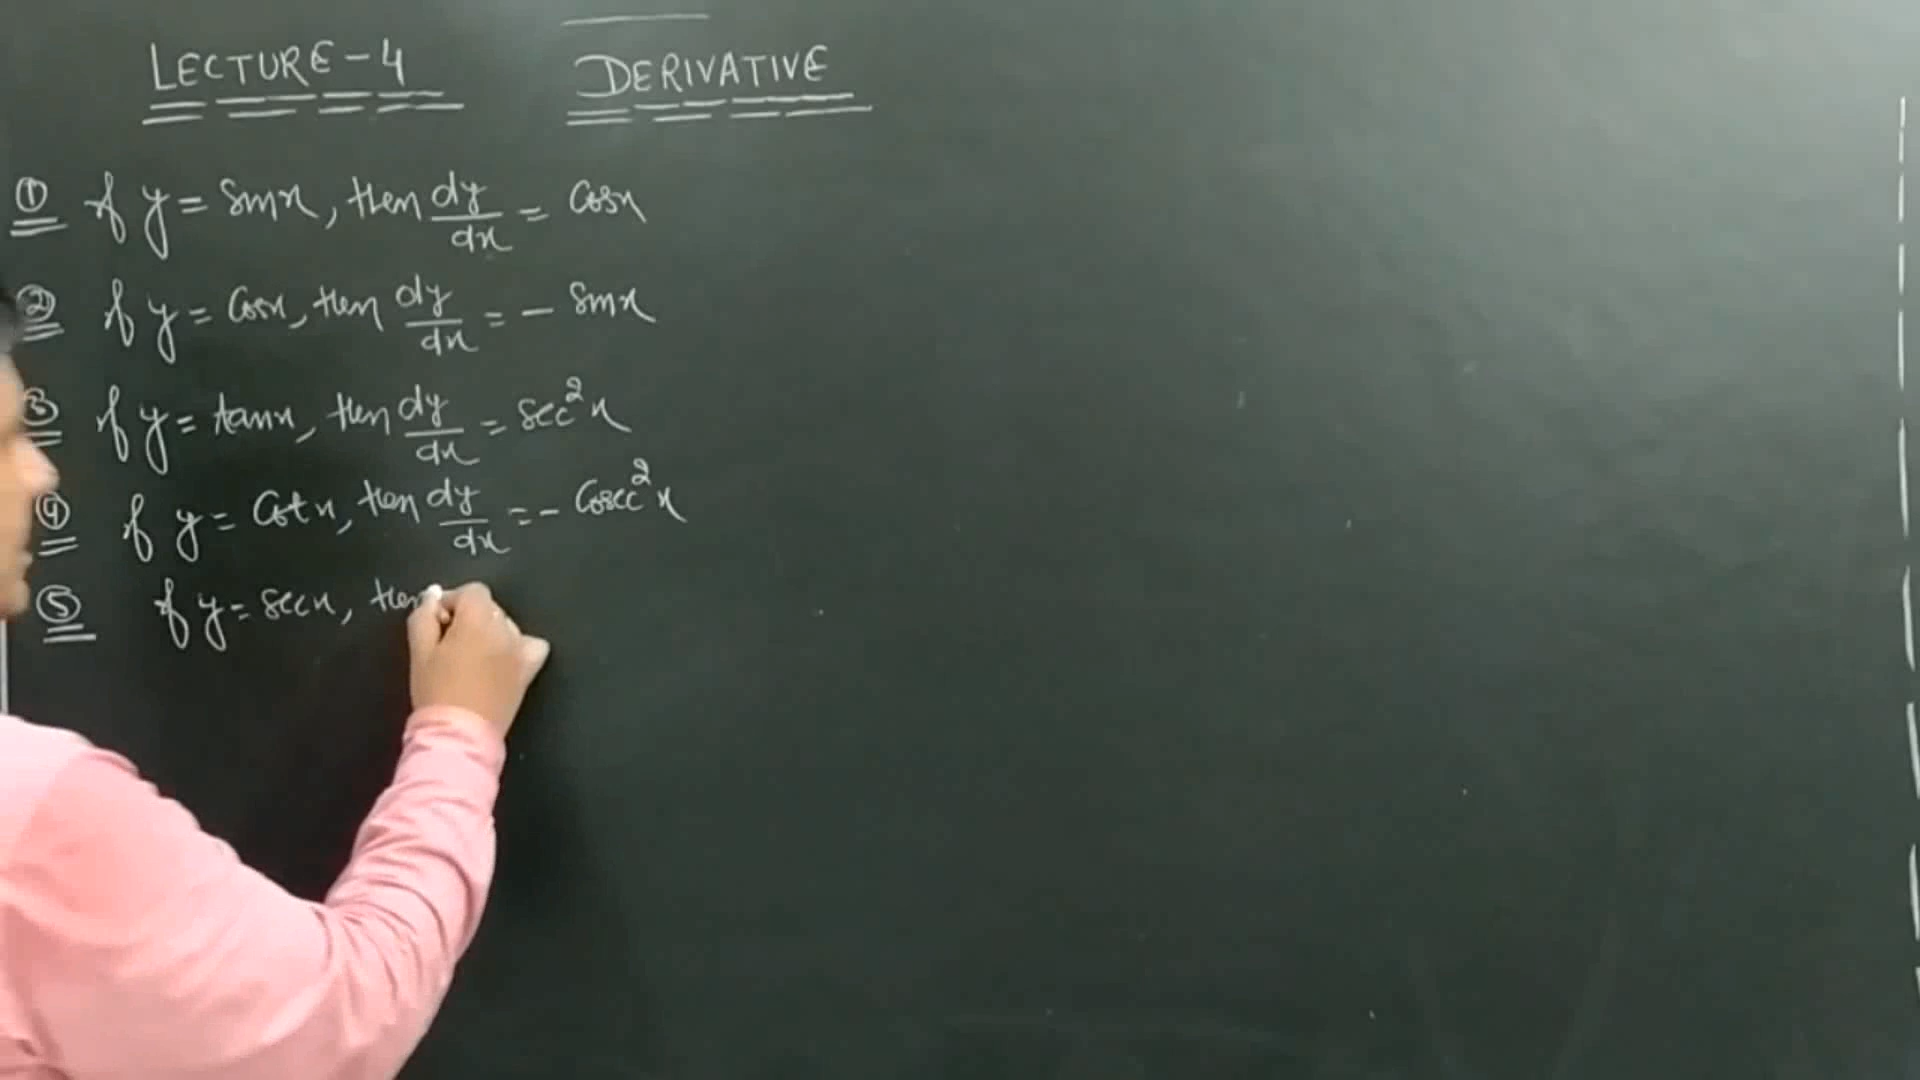 LECTURE-4 DERIVATIVE
① If y = sinx, then dy/dx = cosx
② If y = cosx, then dy/dx = - sinx
③ If y = tanx, then dy/dx = sec²x
④ If y = cotx, then dy/dx = - cosec²x
⑤ If y = secx, then